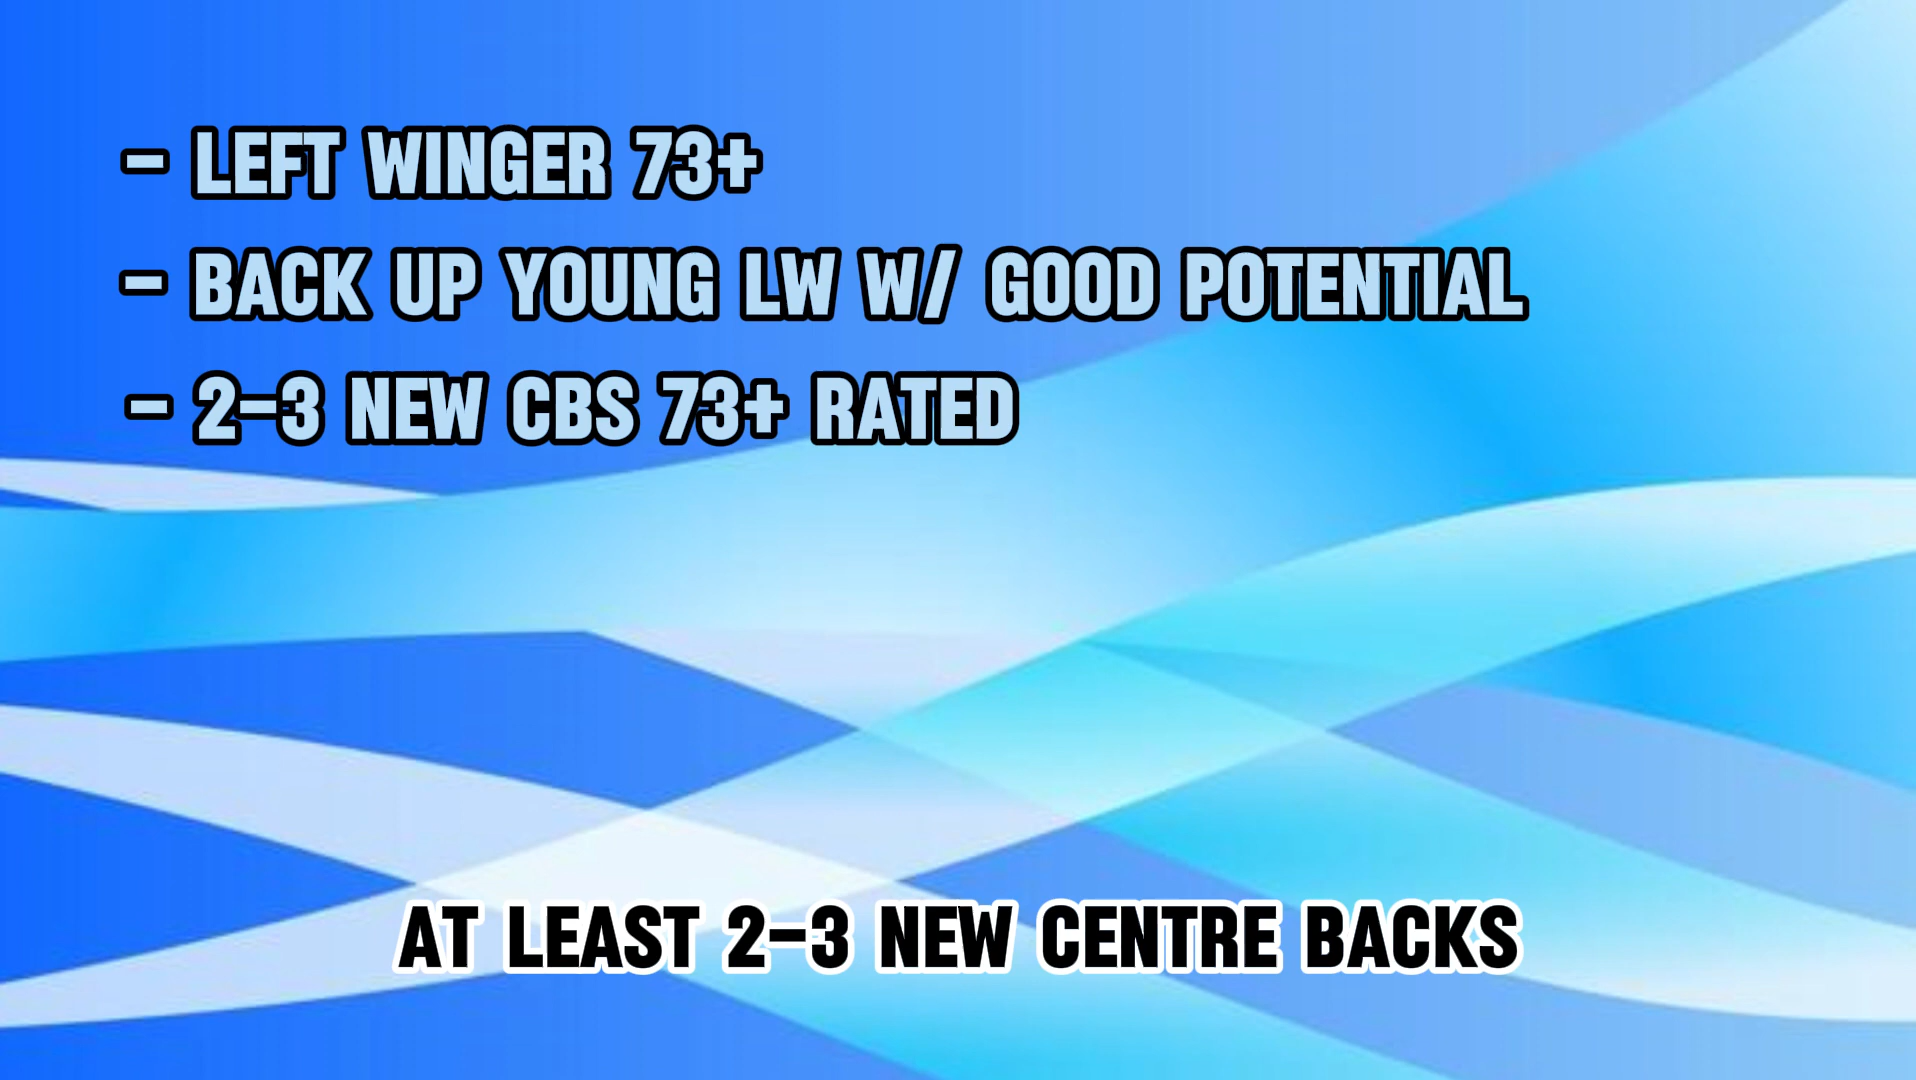 - LEFT WINGER 73+
- BACK UP YOUNG LW W/ GOOD POTENTIAL
- 2-3 NEW CBS 73+ RATED
AT LEAST 2-3 NEW CENTRE BACKS